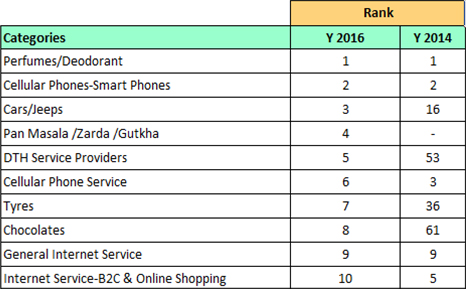 Rank
Categories Y 2016 Y 2014
Perfumes/Deodorant 1 1
Cellular Phones-Smart Phones 2 2
Cars/Jeeps 3 16
Pan Masala /Zarda /Gutkha 4 -
DTH Service Providers 5 53
Cellular Phone Service 6 3
Tyres 7 36
Chocolates 8 61
General Internet Service 9 9
Internet Service-B2C & Online Shopping 10 5